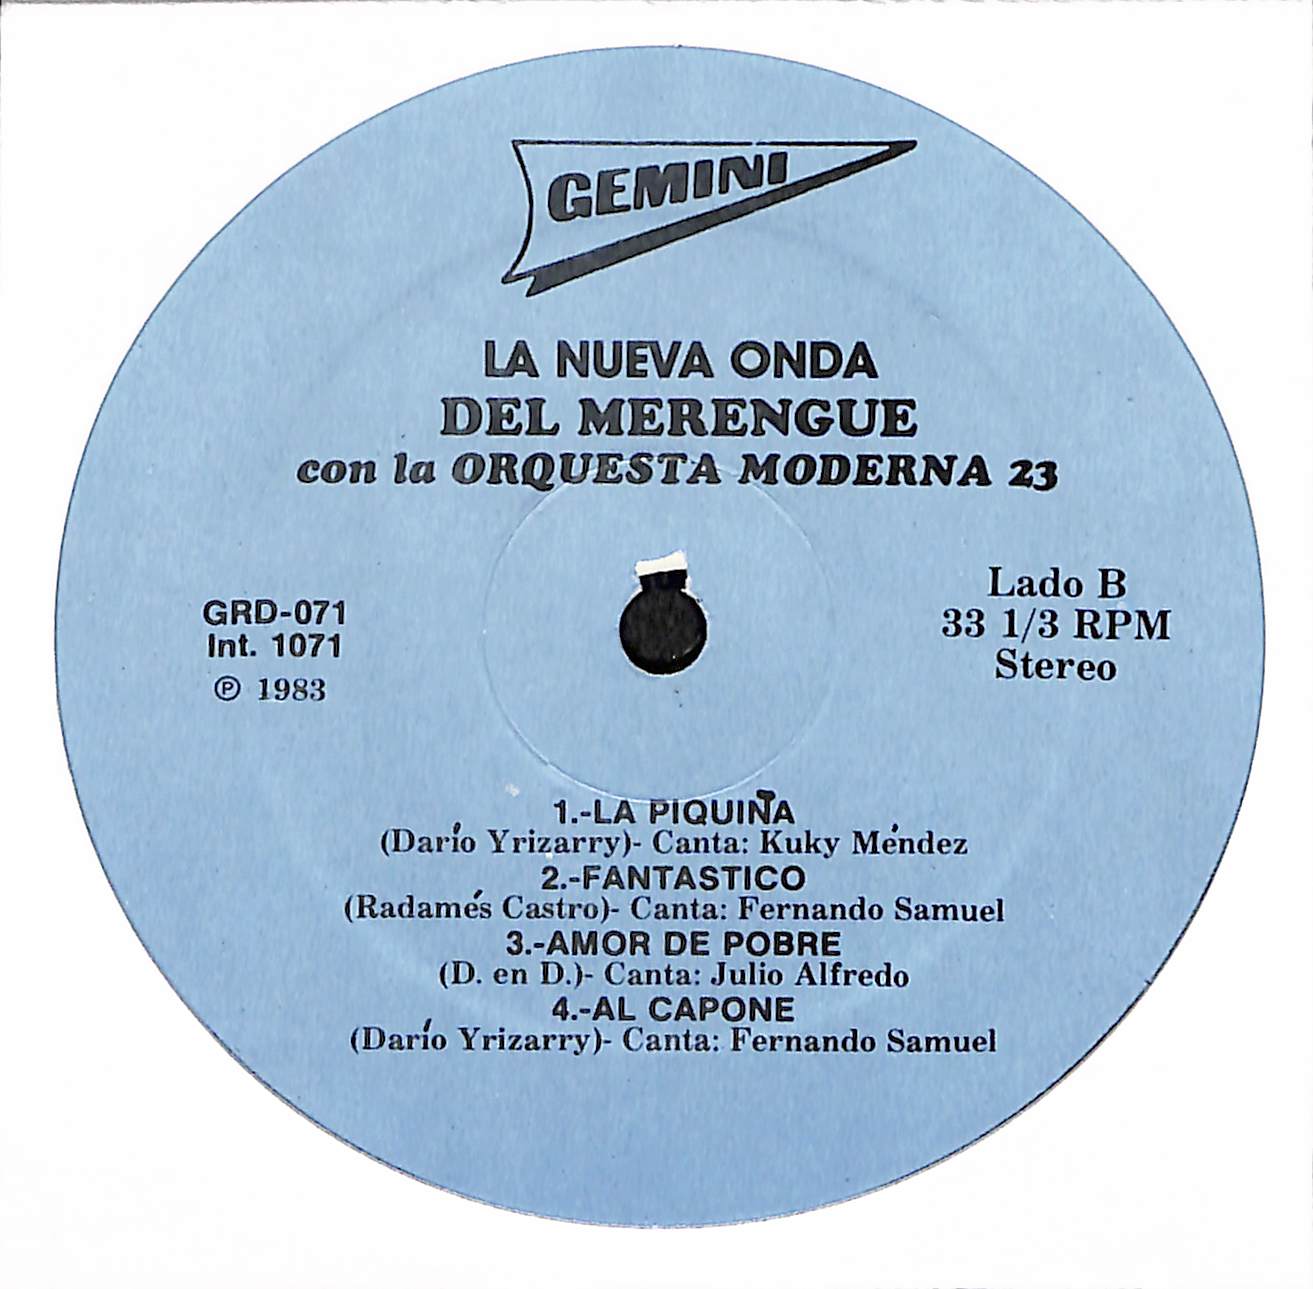 GEMINI
LA NUEVA ONDA
DEL MERENGUE
con la ORQUESTA MODERNA 23
GRD-071
Int. 1071
℗ 1983
Lado B
33 1/3 RPM
Stereo
1.-LA PIQUIÑA
(Darío Yrizarry)- Canta: Kuky Méndez
2.-FANTASTICO
(Radamés Castro)- Canta: Fernando Samuel
3.-AMOR DE POBRE
(D. en D.)- Canta: Julio Alfredo
4.-AL CAPONE
(Darío Yrizarry)- Canta: Fernando Samuel